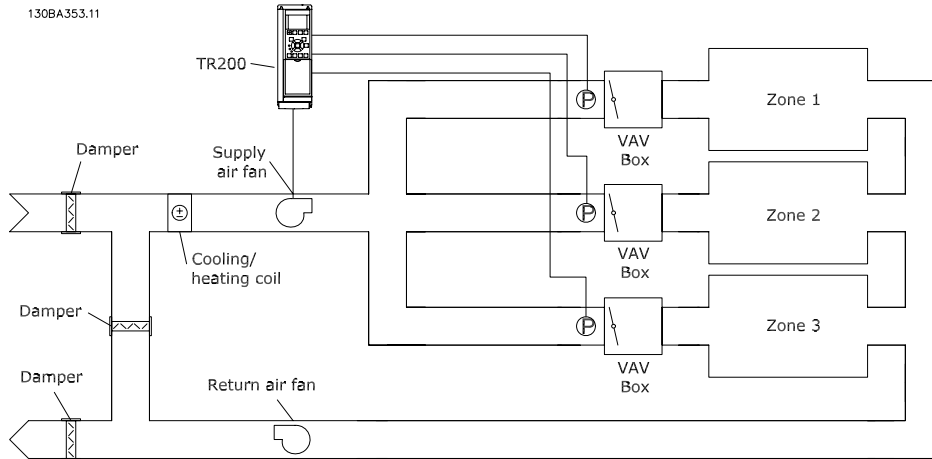 130BA353.11
TR200
Damper
Supply
air fan
Cooling/
heating coil
Damper
Damper
Return air fan
P
VAV
Box
Zone 1
P
VAV
Box
Zone 2
P
VAV
Box
Zone 3